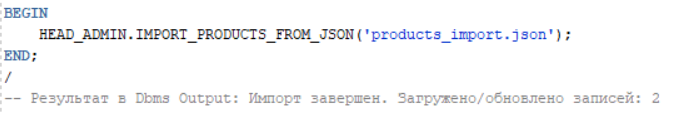 BEGIN
HEAD_ADMIN.IMPORT_PRODUCTS_FROM_JSON('products_import.json');
END;
/
-- Результат в Dbms Output: Импорт завершен. Загружено/обновлено записей: 2